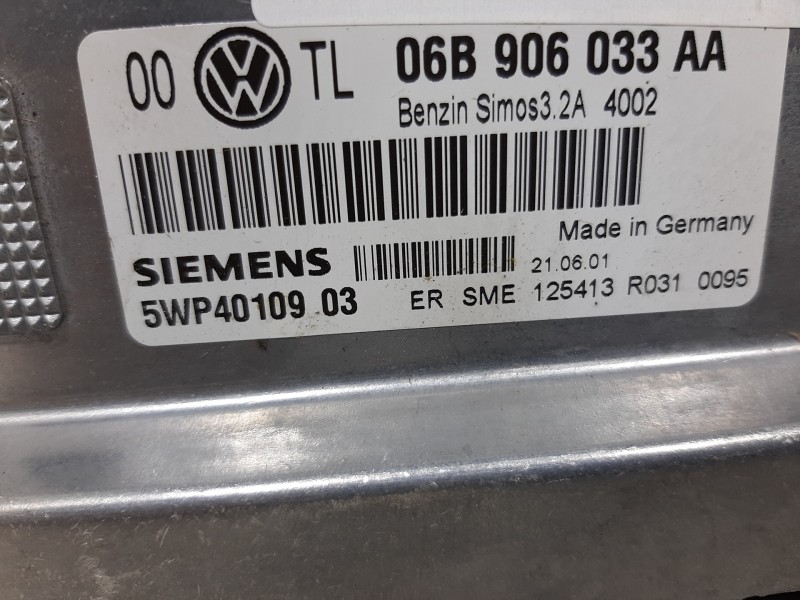 00 VW TL 06B 906 033 AA
Benzin Simos3.2A 4002
Made in Germany
SIEMENS 21.06.01
5WP40109 03 ER SME 125413 R031 0095